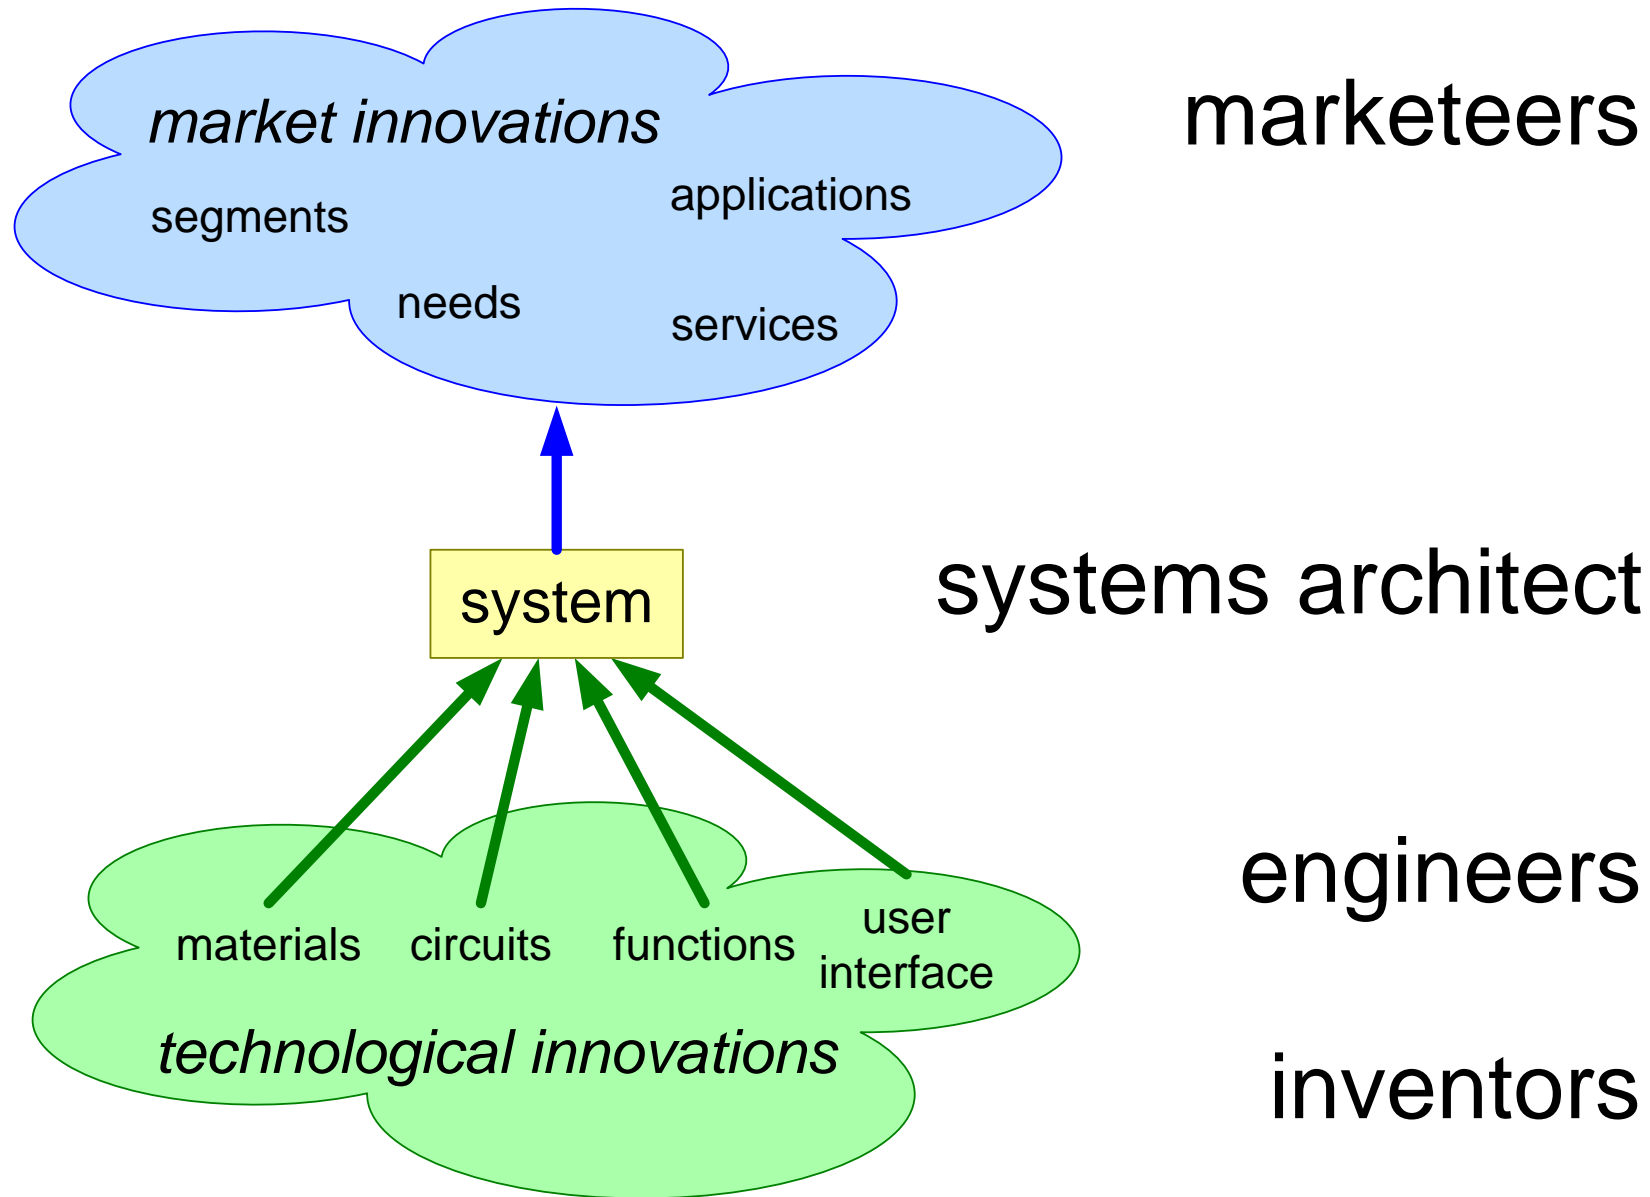 market innovations
marketeers
segments
applications
needs
services
system
systems architect
engineers
materials
circuits
functions
user
interface
technological innovations
inventors